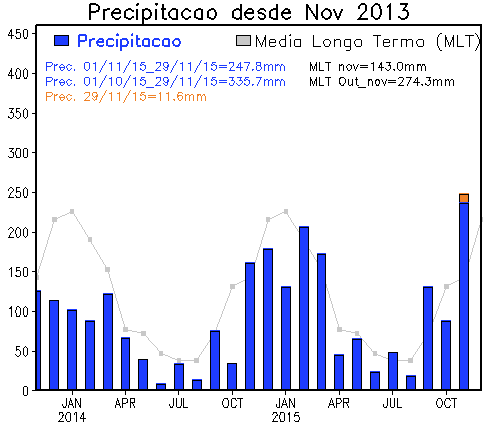 Precipitacao desde Nov 2013
Precipitacao Media Longo Termo (MLT)
Prec. 01/11/15_29/11/15=247.8mm MLT nov=143.0mm
Prec. 01/10/15_29/11/15=335.7mm MLT Out_nov=274.3mm
Prec. 29/11/15=11.6mm
450
400
350
300
250
200
150
100
50
0
JAN APR JUL OCT JAN APR JUL OCT
2014 2015